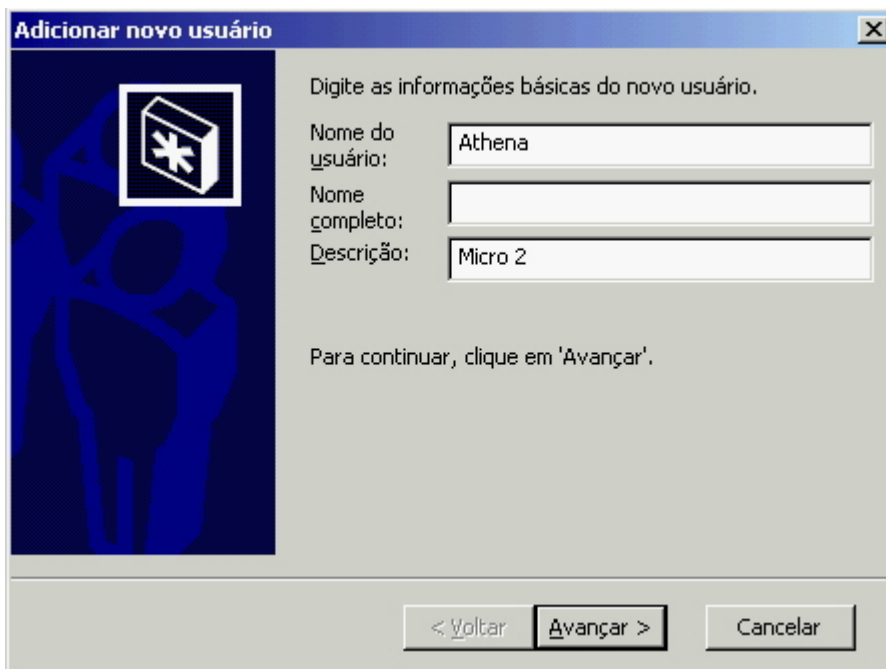 Adicionar novo usuário
Digite as informações básicas do novo usuário.
Nome do
usuário:
Athena
Nome
completo:
Descrição:
Micro 2
Para continuar, clique em 'Avançar'.
< Voltar
Avançar >
Cancelar